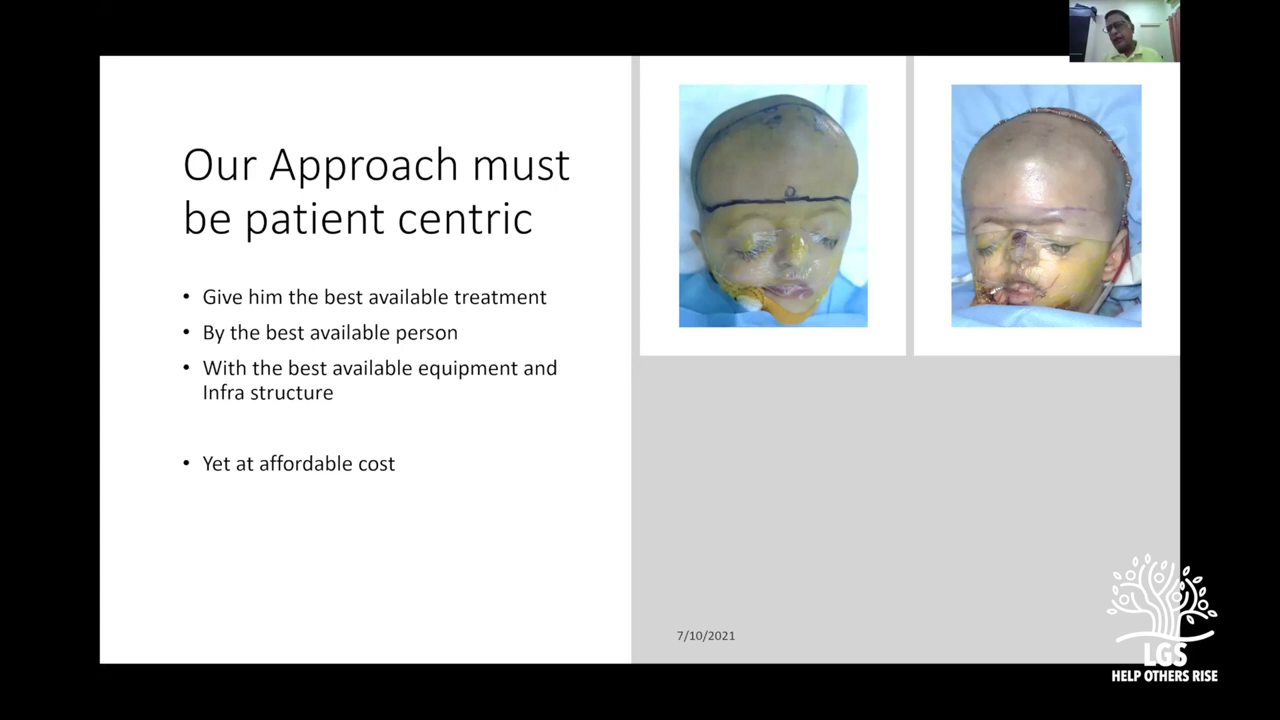 Our Approach must
be patient centric
• Give him the best available treatment
• By the best available person
• With the best available equipment and
Infra structure
• Yet at affordable cost
7/10/2021
LGS
HELP OTHERS RISE